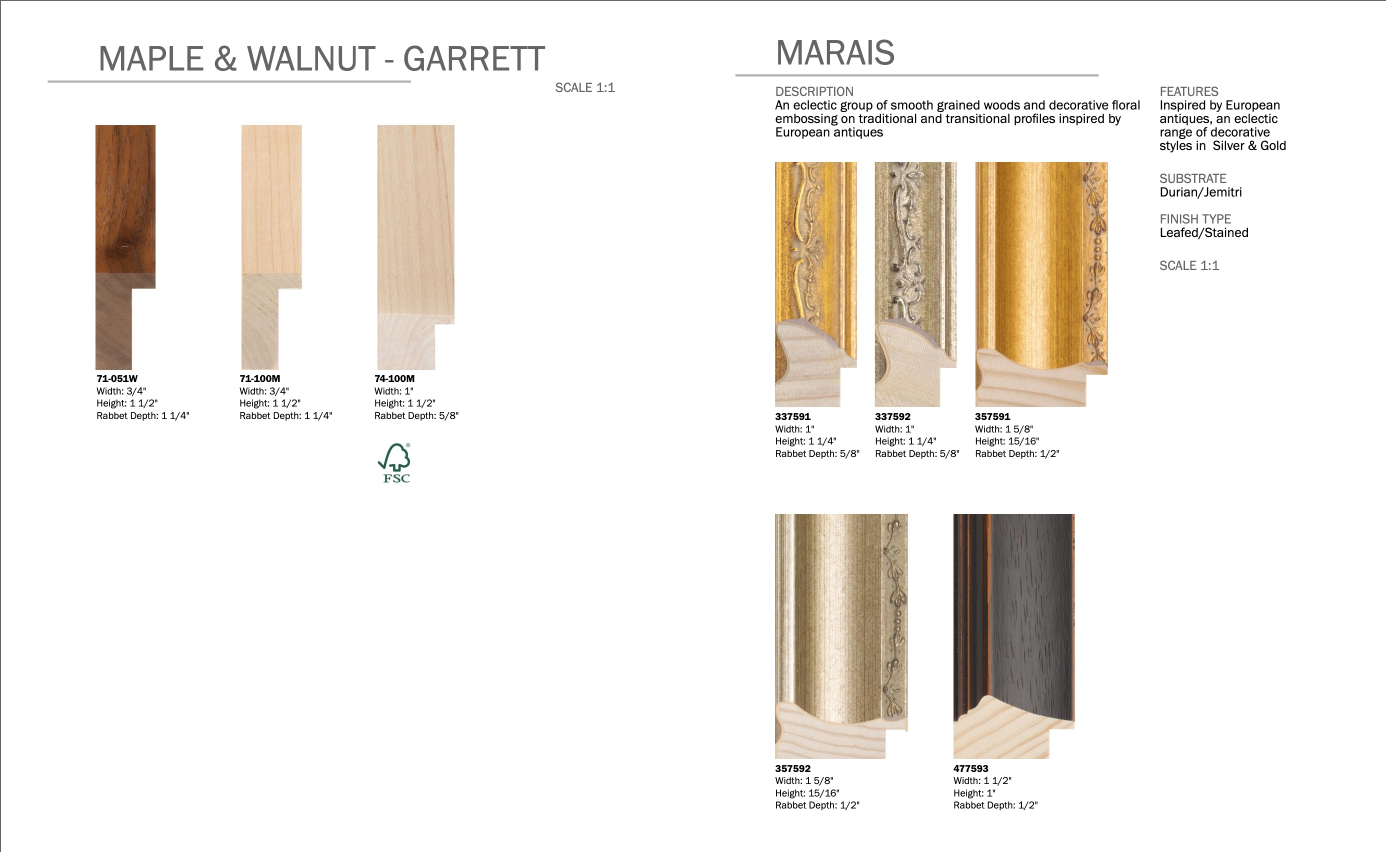 MAPLE & WALNUT - GARRETT
SCALE 1:1
71-051W
Width: 3/4"
Height: 1 1/2"
Rabbet Depth: 1 1/4"
71-100M
Width: 3/4"
Height: 1 1/2"
Rabbet Depth: 1 1/4"
74-100M
Width: 1"
Height: 1 1/2"
Rabbet Depth: 5/8"
®
FSC
MARAIS
DESCRIPTION
An eclectic group of smooth grained woods and decorative floral
embossing on traditional and transitional profiles inspired by
European antiques
FEATURES
Inspired by European
antiques, an eclectic
range of decorative
styles in  Silver & Gold
SUBSTRATE
Durian/Jemitri
FINISH TYPE
Leafed/Stained
SCALE 1:1
337591
Width: 1"
Height: 1 1/4"
Rabbet Depth: 5/8"
337592
Width: 1"
Height: 1 1/4"
Rabbet Depth: 5/8"
357591
Width: 1 5/8"
Height: 15/16"
Rabbet Depth: 1/2"
357592
Width: 1 5/8"
Height: 15/16"
Rabbet Depth: 1/2"
477593
Width: 1 1/2"
Height: 1"
Rabbet Depth: 1/2"